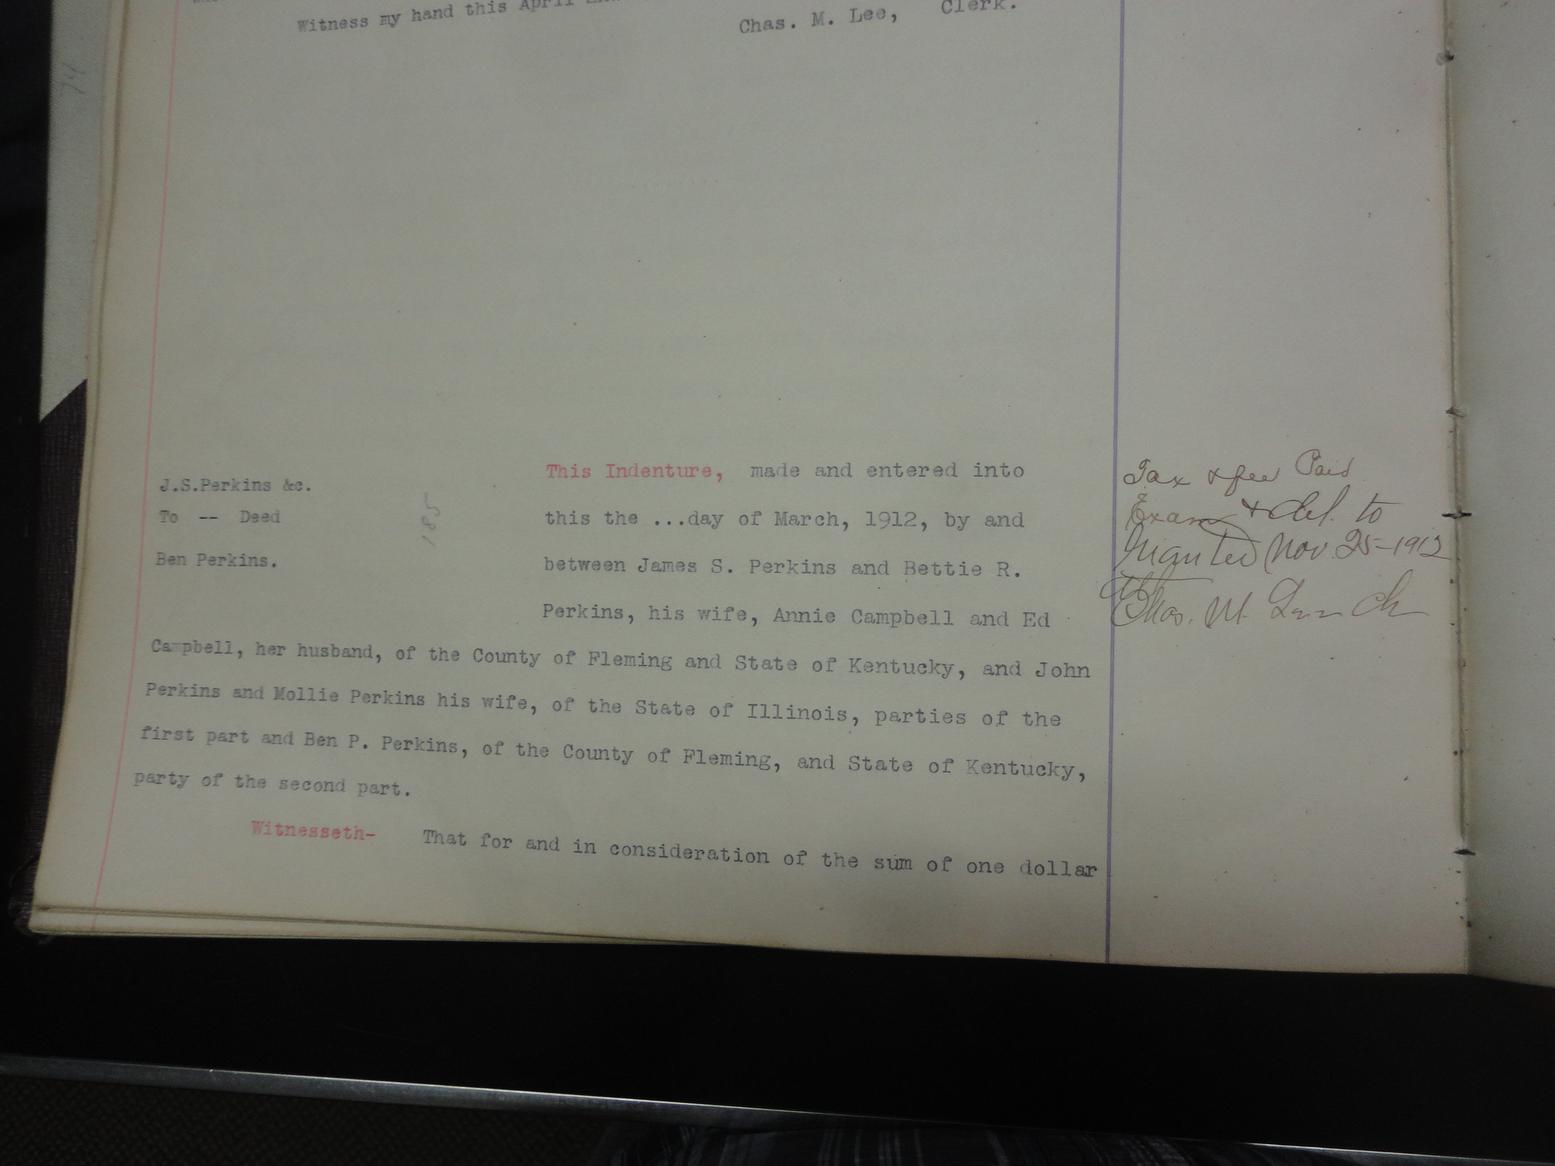 Witness my hand this April
Chas. M. Lee, Clerk.
J.S.Perkins &c.
To -- Deed
Ben Perkins.
185
This Indenture, made and entered into
this the ...day of March, 1912, by and
between James S. Perkins and Bettie R.
Perkins, his wife, Annie Campbell and Ed
Campbell, her husband, of the County of Fleming and State of Kentucky, and John
Perkins and Mollie Perkins his wife, of the State of Illinois, parties of the
first part and Ben P. Perkins, of the County of Fleming, and State of Kentucky,
party of the second part.
Witnesseth- That for and in consideration of the sum of one dollar
Tax & fee Paid
Exam & del. to
Nov. 25-1912
Chas. M. Lee Clk